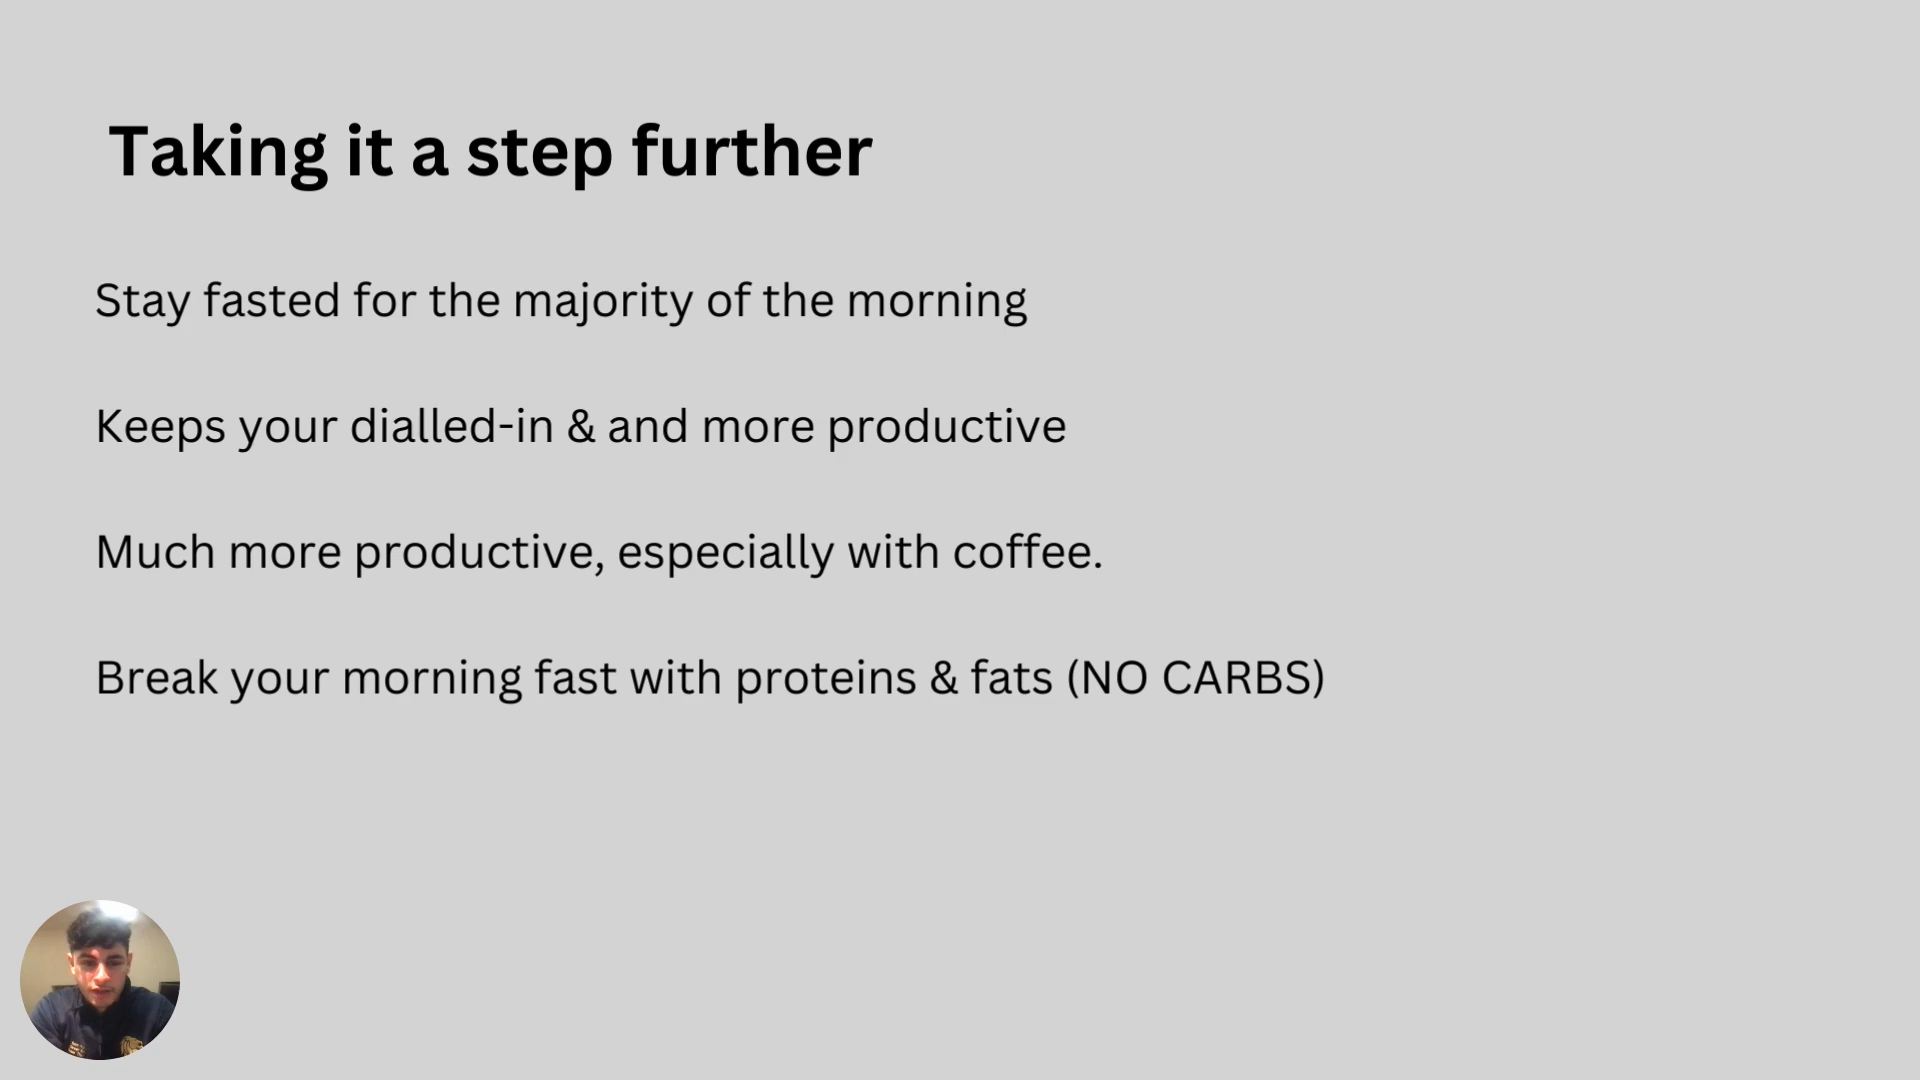 Taking it a step further
Stay fasted for the majority of the morning
Keeps your dialled-in & and more productive
Much more productive, especially with coffee.
Break your morning fast with proteins & fats (NO CARBS)